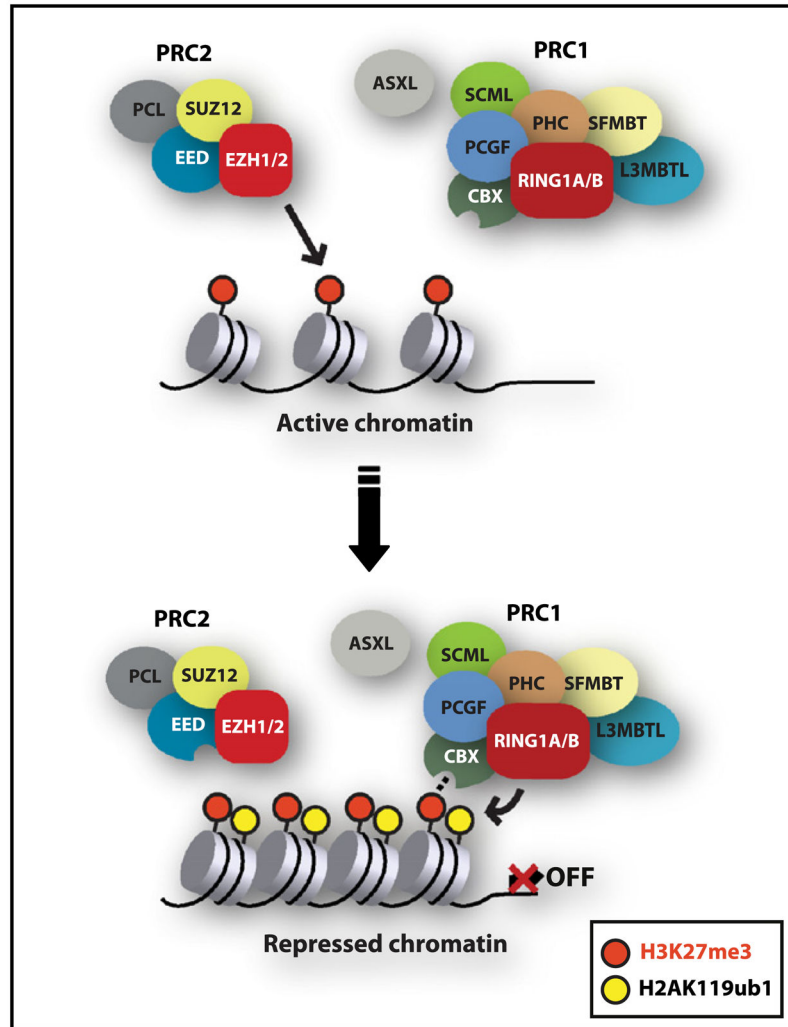 PRC2
PRC1
ASXL
PCL
SUZ12
EED
EZH1/2
SCML
PHC
SFMBT
PCGF
RING1A/B
L3MBTL
CBX
Active chromatin
PRC2
PRC1
ASXL
PCL
SUZ12
EED
EZH1/2
SCML
PHC
SFMBT
PCGF
RING1A/B
L3MBTL
CBX
OFF
Repressed chromatin
H3K27me3
H2AK119ub1